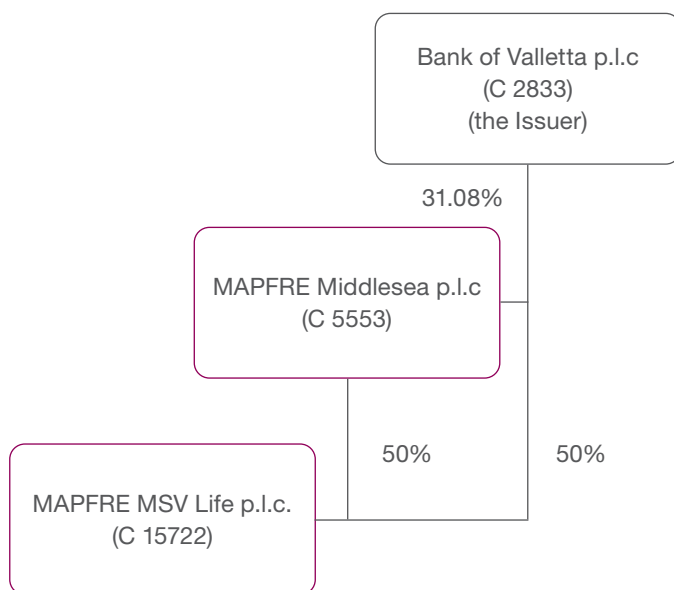 Bank of Valletta p.l.c
(C 2833)
(the Issuer)
31.08%
MAPFRE Middlesea p.l.c
(C 5553)
50%
50%
MAPFRE MSV Life p.l.c.
(C 15722)